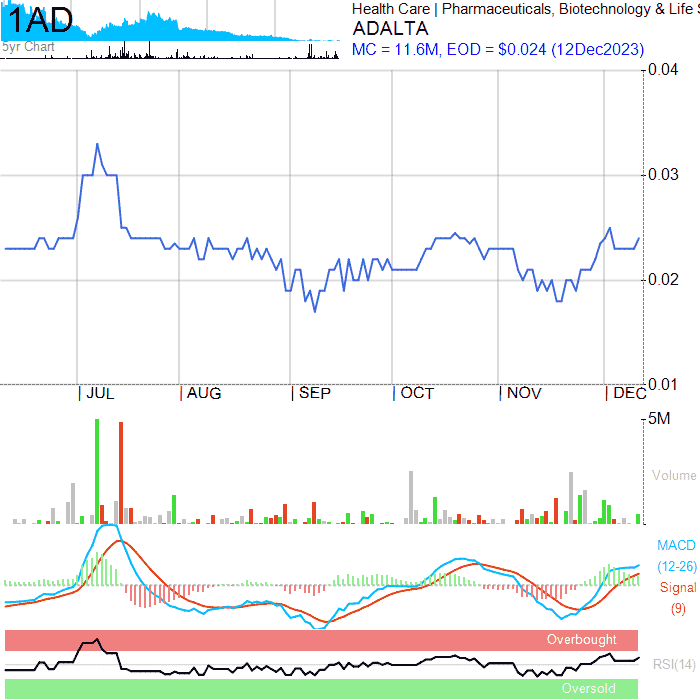 1AD
5yr Chart
Health Care | Pharmaceuticals, Biotechnology & Life S
ADALTA
MC = 11.6M, EOD = $0.024 (12Dec2023)
0.04
0.03
0.02
0.01
| JUL | AUG | SEP | OCT | NOV | DEC
5M
Volume
MACD
(12-26)
Signal
(9)
Overbought
RSI(14)
Oversold